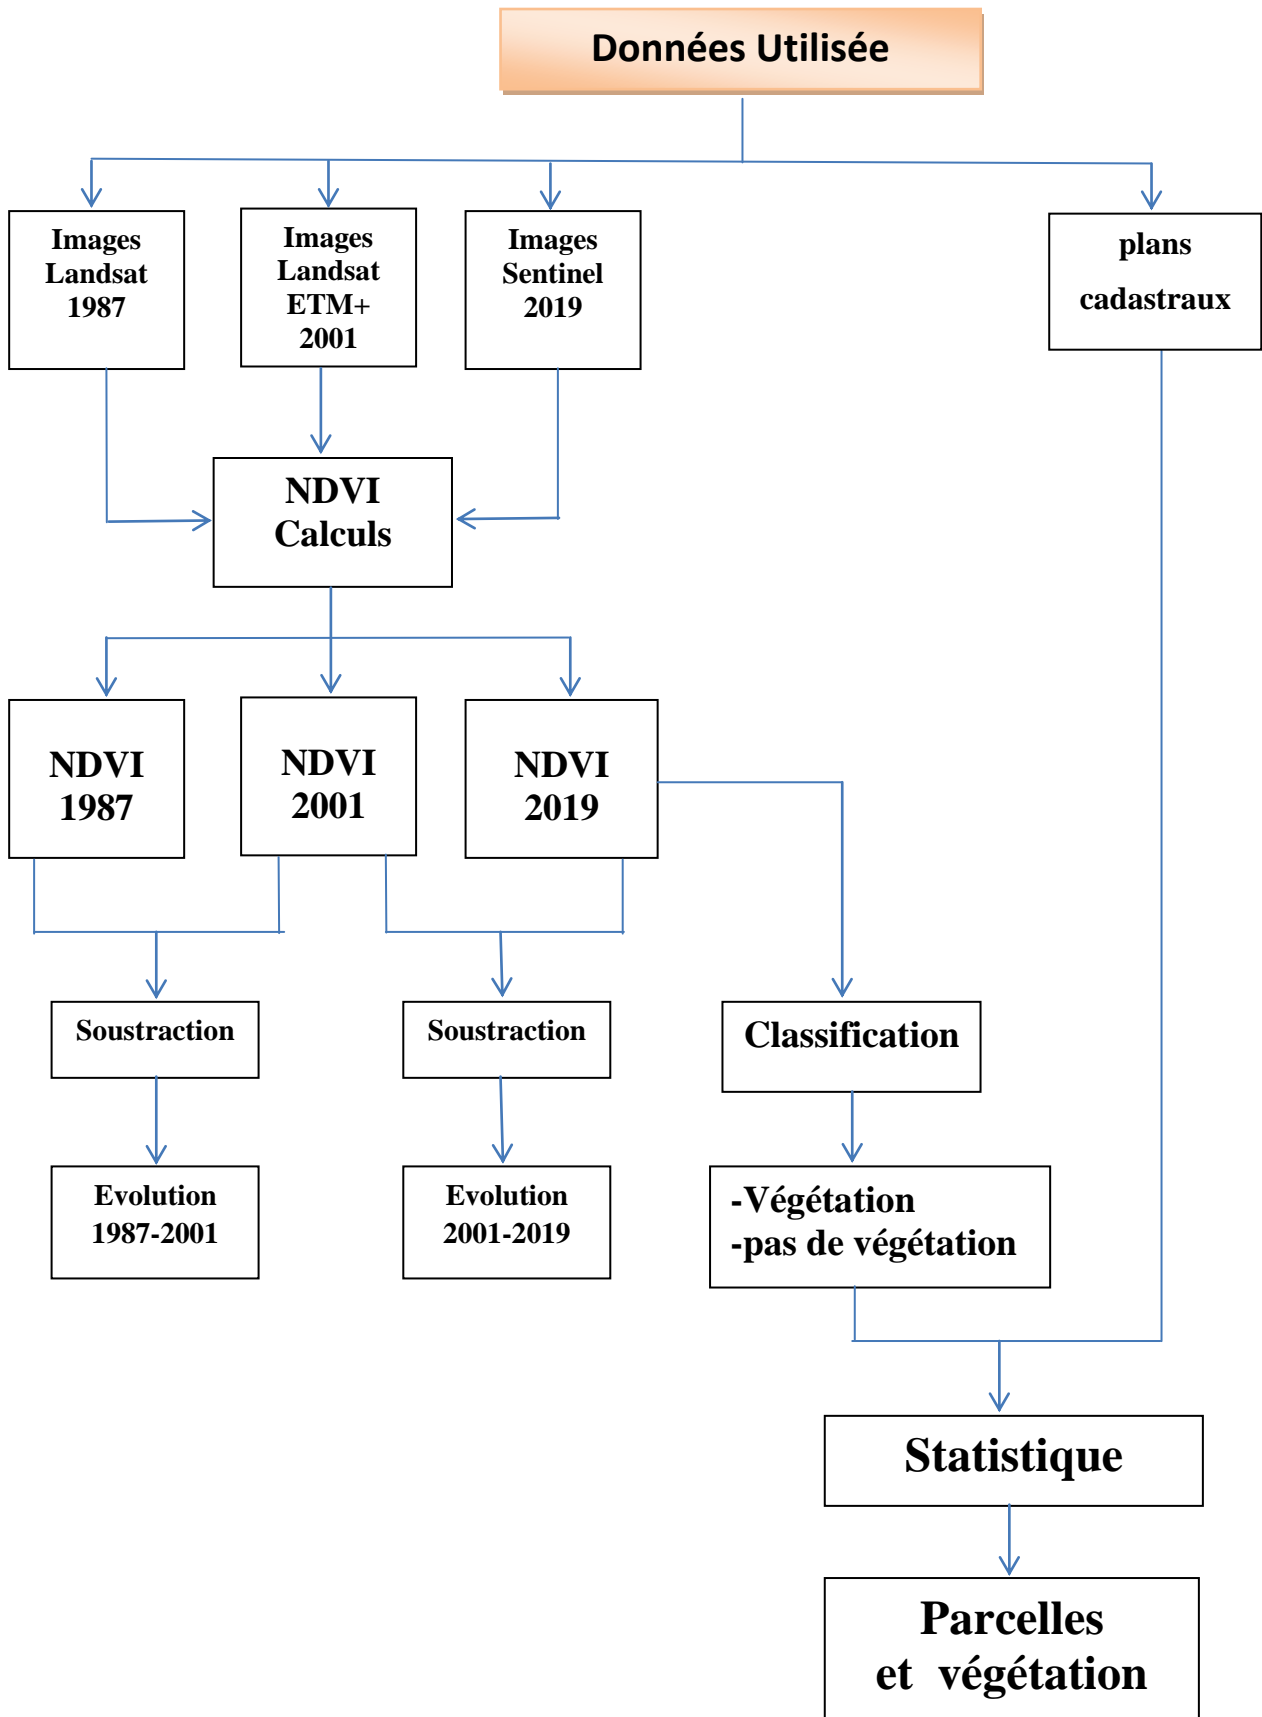 Données Utilisée
Images
Landsat
1987
Images
Landsat
ETM+
2001
Images
Sentinel
2019
plans
cadastraux
NDVI
Calculs
NDVI
1987
NDVI
2001
NDVI
2019
Soustraction
Soustraction
Classification
Evolution
1987-2001
Evolution
2001-2019
-Végétation
-pas de végétation
Statistique
Parcelles
et végétation